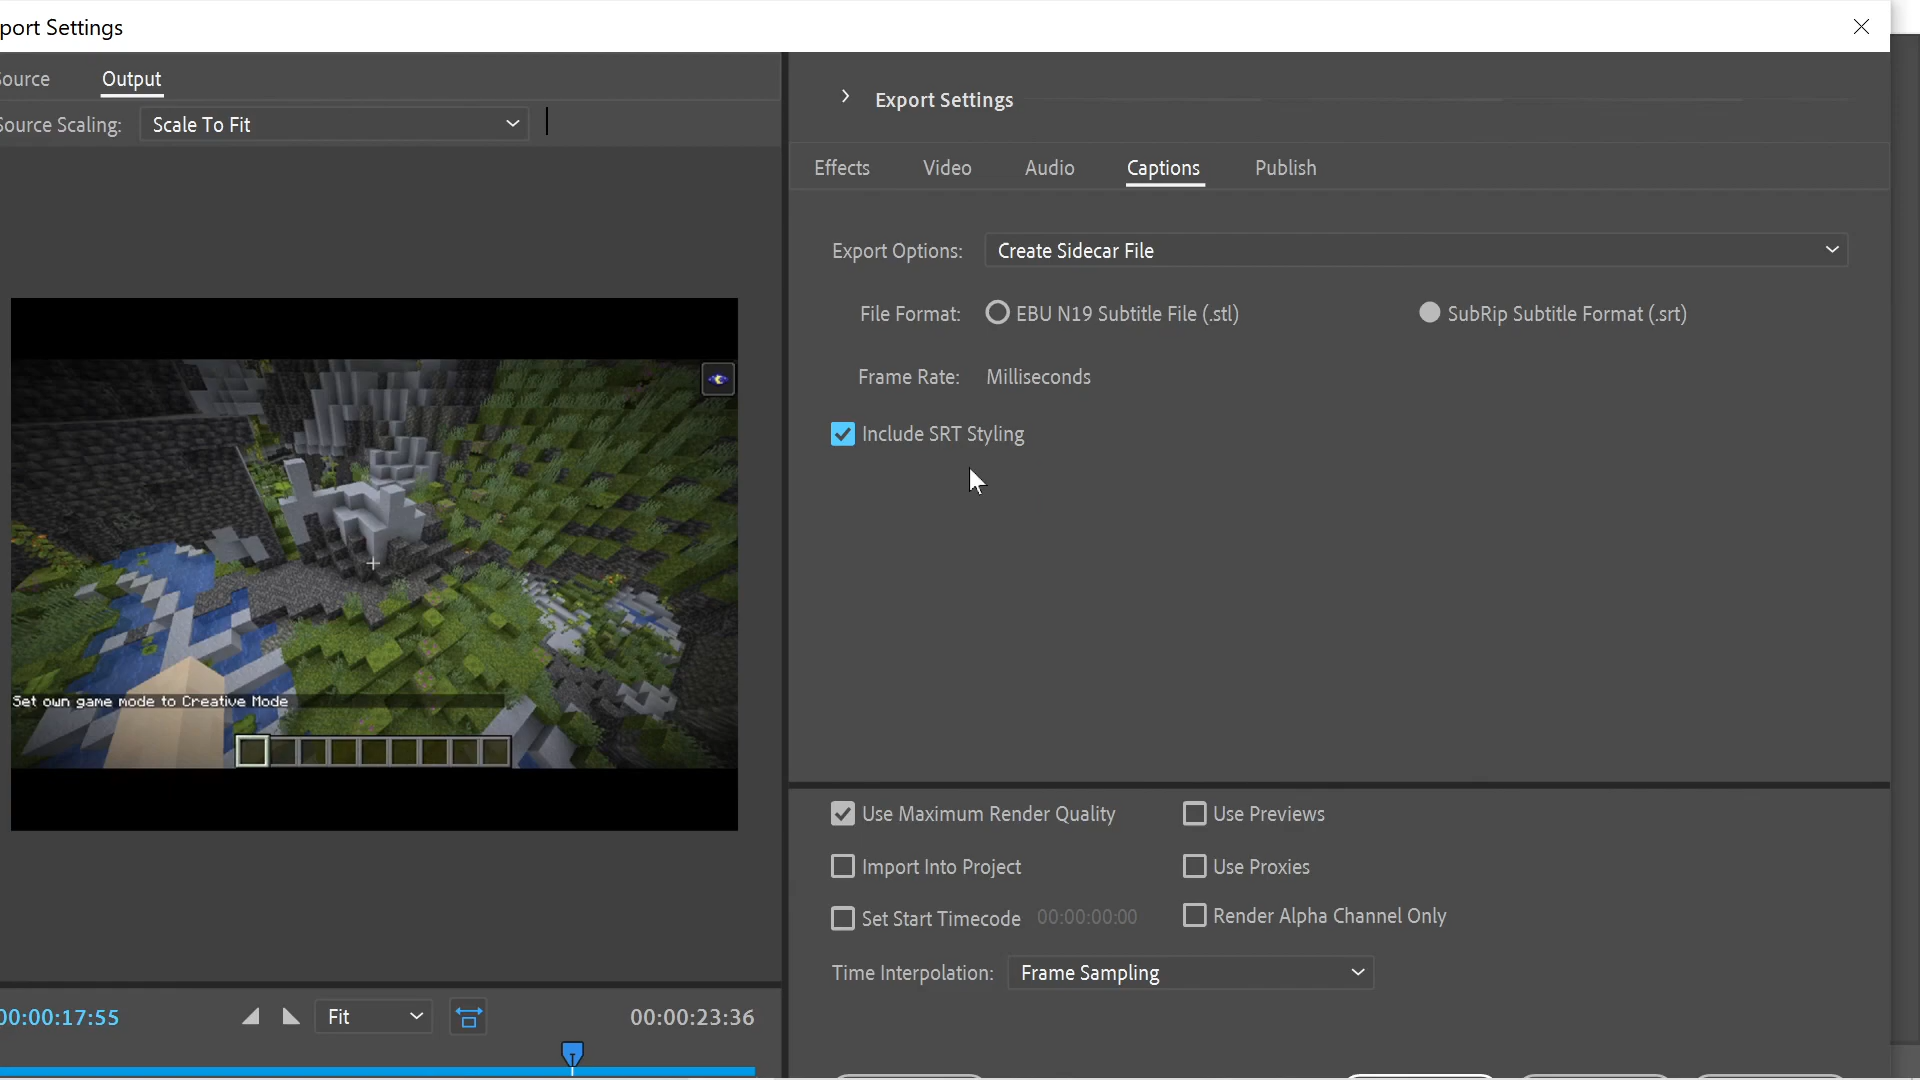 port Settings
Source
Output
Source Scaling:
Scale To Fit
Export Settings
Effects
Video
Audio
Captions
Publish
Export Options:
Create Sidecar File
File Format:
EBU N19 Subtitle File (.stl)
SubRip Subtitle Format (.srt)
Frame Rate:
Milliseconds
Include SRT Styling
Set own game mode to Creative Mode
Use Maximum Render Quality
Use Previews
Import Into Project
Use Proxies
Set Start Timecode
00:00:00:00
Render Alpha Channel Only
Time Interpolation:
Frame Sampling
00:00:17:55
Fit
00:00:23:36